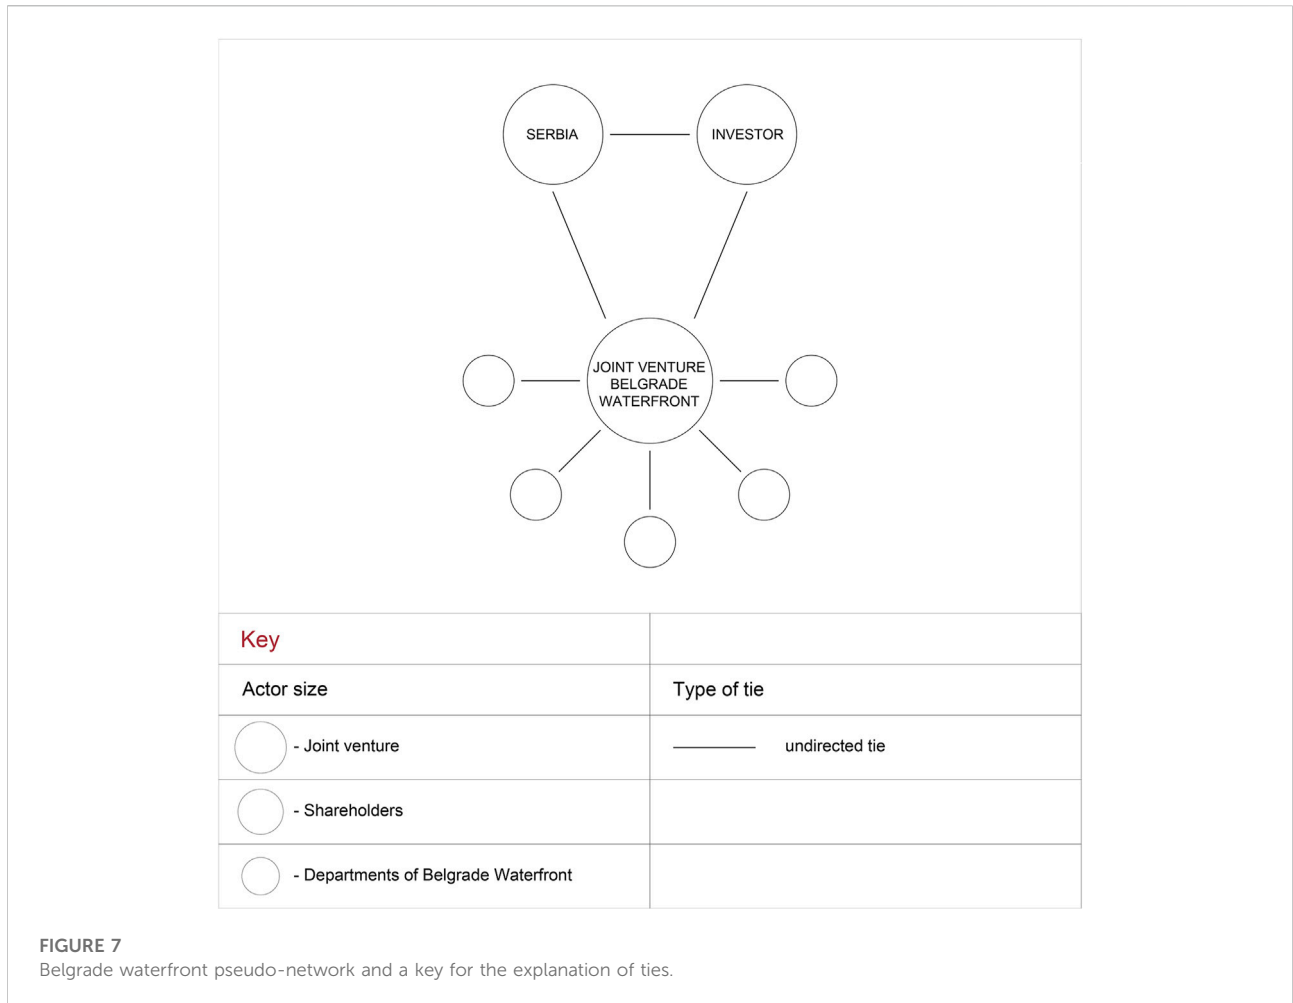 SERBIA
INVESTOR
JOINT VENTURE
BELGRADE
WATERFRONT
Key
Actor size
Type of tie
- Joint venture
undirected tie
- Shareholders
- Departments of Belgrade Waterfront
FIGURE 7
Belgrade waterfront pseudo-network and a key for the explanation of ties.